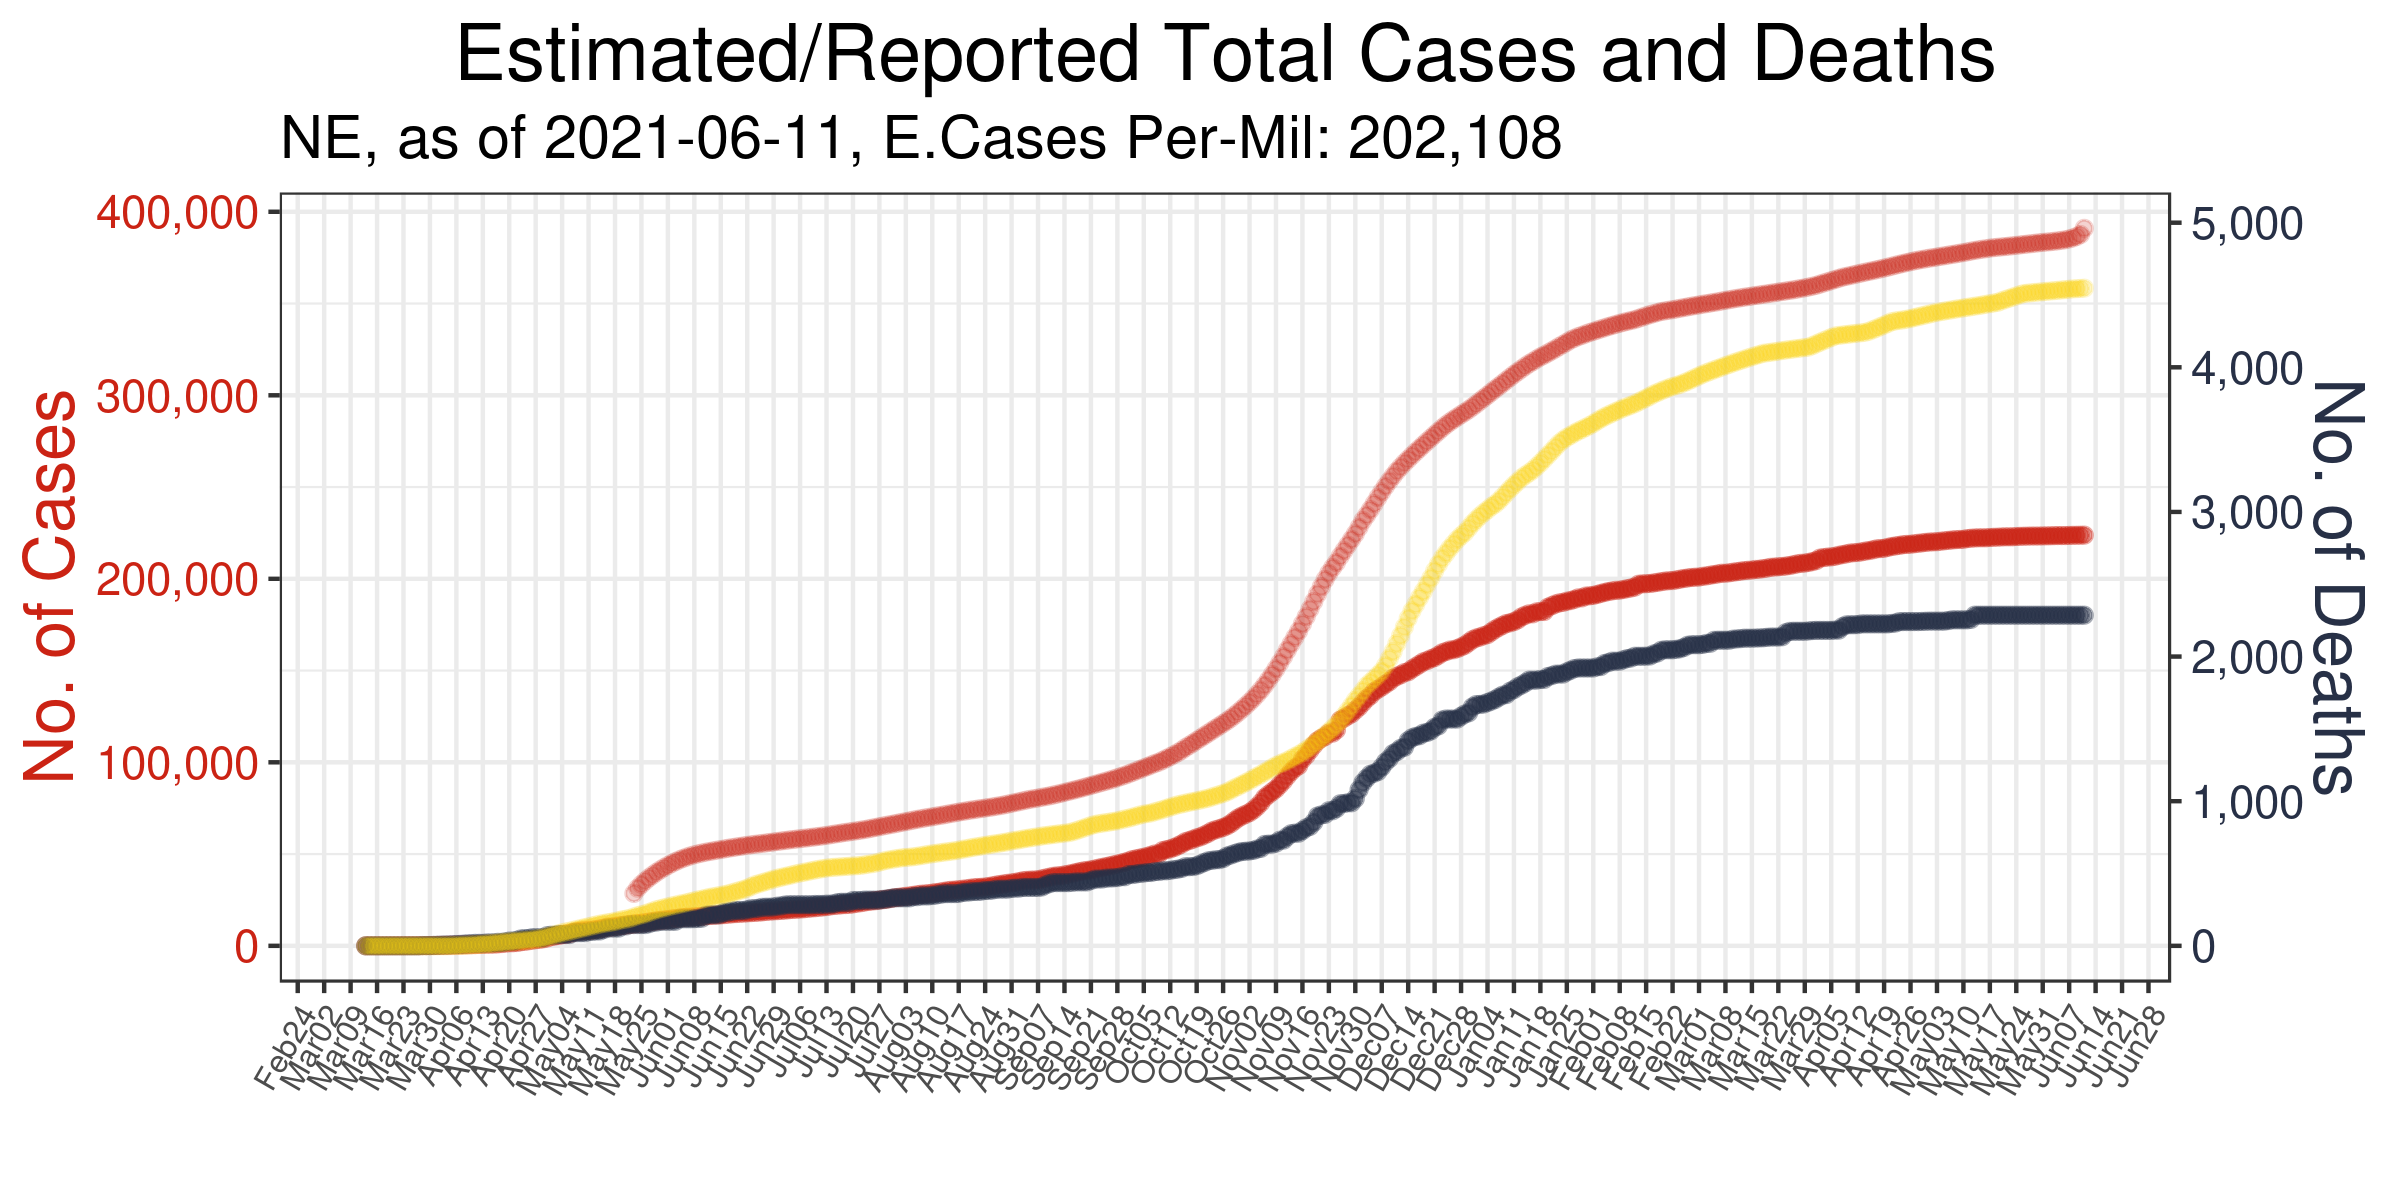 Estimated/Reported Total Cases and Deaths
NE, as of 2021-06-11, E.Cases Per-Mil: 202,108
No. of Cases
400,000
300,000
200,000
100,000
0
5,000
4,000
3,000
2,000
1,000
0
No. of Deaths
Feb24
Mar02
Mar09
Mar16
Mar23
Mar30
Apr06
Apr13
Apr20
Apr27
May04
May11
May18
May25
Jun01
Jun08
Jun15
Jun22
Jun29
Jul06
Jul13
Jul20
Jul27
Aug03
Aug10
Aug17
Aug24
Aug31
Sep07
Sep14
Sep21
Sep28
Oct05
Oct12
Oct19
Oct26
Nov02
Nov09
Nov16
Nov23
Nov30
Dec07
Dec14
Dec21
Dec28
Jan04
Jan11
Jan18
Jan25
Feb01
Feb08
Feb15
Feb22
Mar01
Mar08
Mar15
Mar22
Mar29
Apr05
Apr12
Apr19
Apr26
May03
May10
May17
May24
May31
Jun07
Jun14
Jun21
Jun28